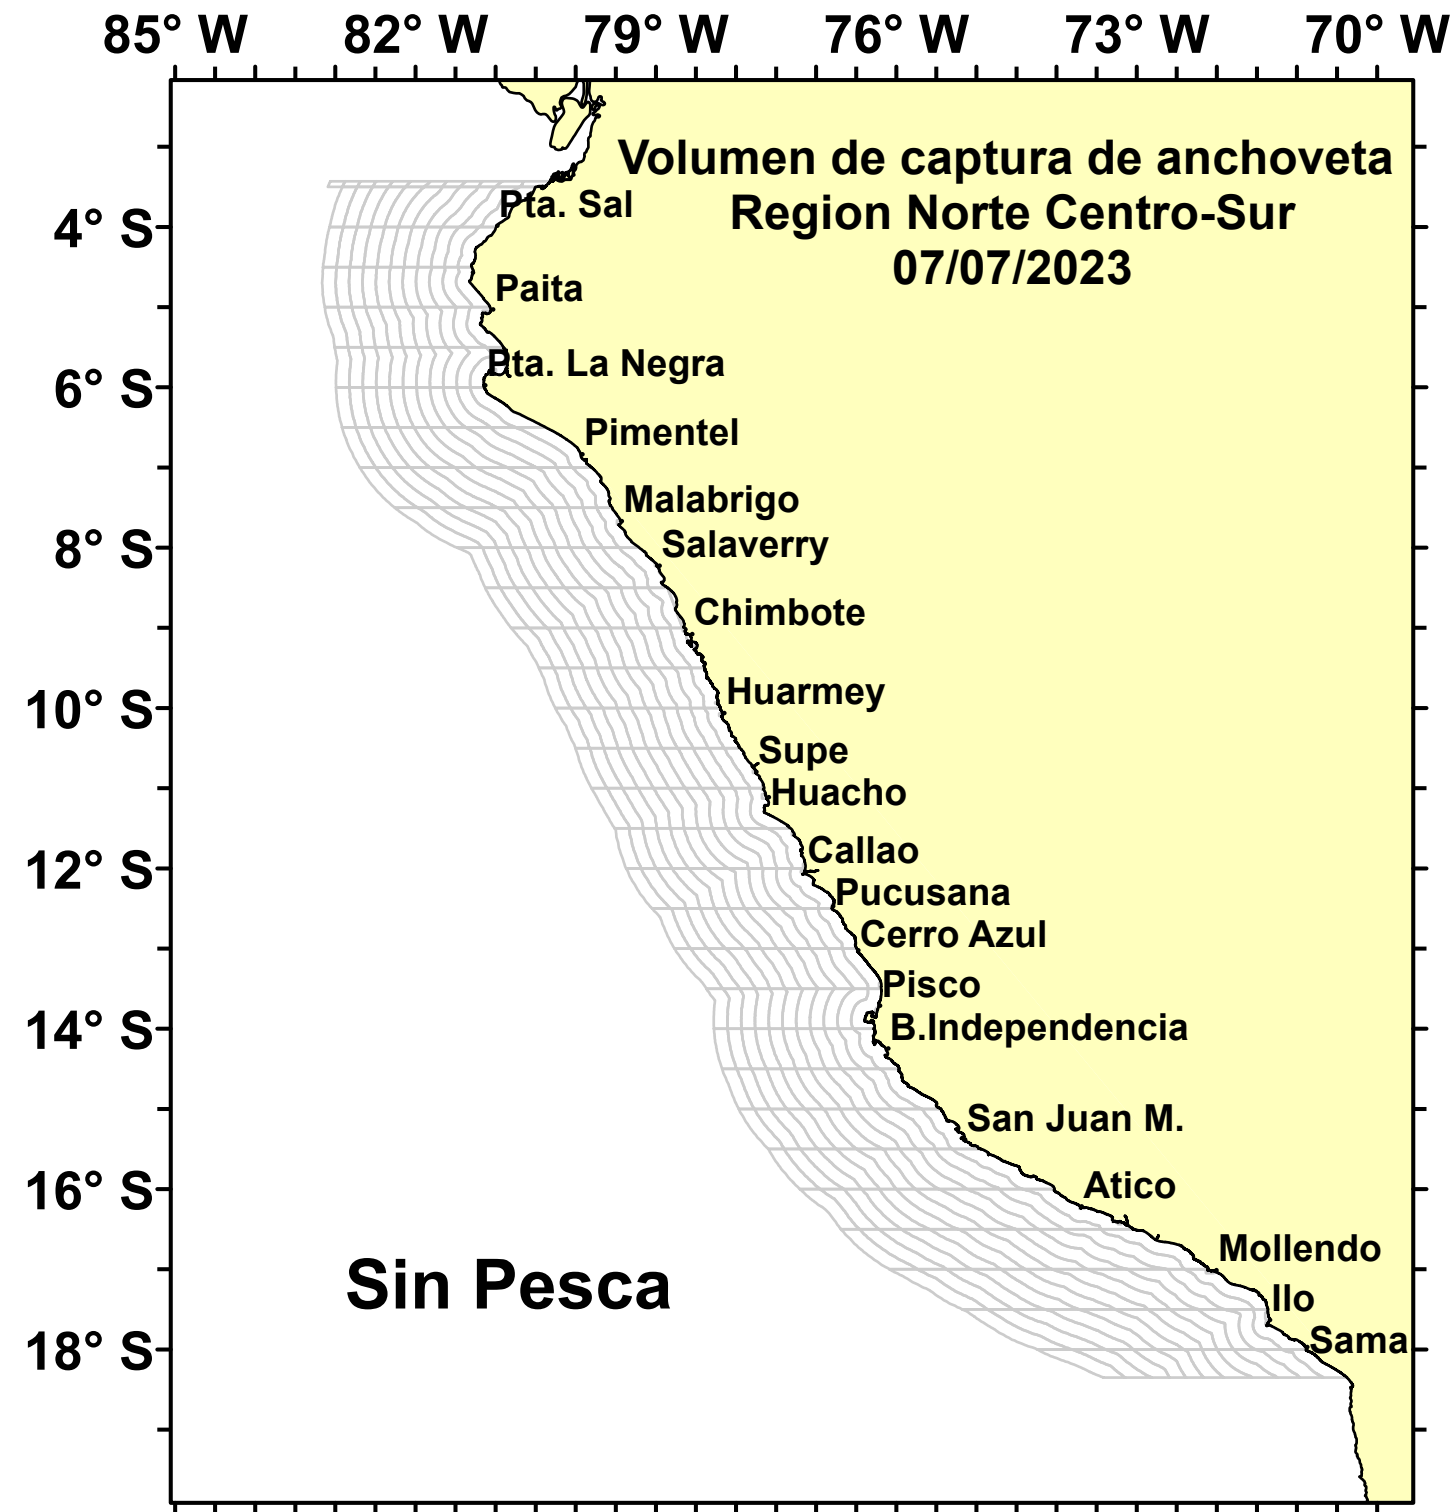 85° W 82° W 79° W 76° W 73° W 70° W
Volumen de captura de anchoveta
Region Norte Centro-Sur
07/07/2023
Pta. Sal
4° S
Paita
Pta. La Negra
6° S
Pimentel
Malabrigo
Salaverry
8° S
Chimbote
Huarmey
10° S
Supe
Huacho
Callao
12° S
Pucusana
Cerro Azul
Pisco
B.Independencia
14° S
San Juan M.
Atico
16° S
Mollendo
Sin Pesca
Ilo
Sama
18° S